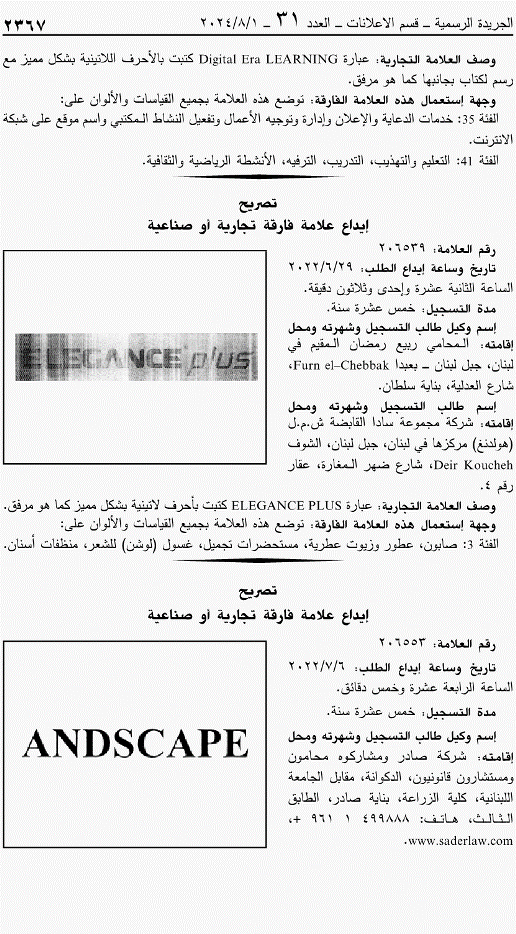 الجريدة الرسمية ــ قسم الاعلانات ــ العدد ٣١ ــ ٢٠٢٤/٨/١
٢٣٦٧
وصف العلامة التجارية: عبارة Digital Era LEARNING كتبت بالأحرف اللاتينية بشكل مميز مع
رسم لكتاب بجانبها كما هو مرفق.
وجهة إستعمال هذه العلامة الفارقة: توضع هذه العلامة بجميع القياسات والألوان على:
الفئة 35: خدمات الدعاية والإعلان وإدارة وتوجيه الأعمال وتفعيل النشاط المكتبي واسم موقع على شبكة
الانترنت.
الفئة 41: التعليم والتهذيب، التدريب، الترفيه، الأنشطة الرياضية والثقافية.
تصريح
إيداع علامة فارقة تجارية أو صناعية
رقم العلامة: ٢٠٦٥٣٩
تاريخ وساعة إيداع الطلب: ٢٠٢٢/٦/٢٩
الساعة الثانية عشرة وإحدى وثلاثون دقيقة.
مدة التسجيل: خمس عشرة سنة.
إسم وكيل طالب التسجيل وشهرته ومحل
إقامته: المحامي ربيع رمضان المقيم في
لبنان، جبل لبنان ــ بعبدا Furn el–Chebbak،
شارع العدلية، بناية سلطان.
إسم طالب التسجيل وشهرته ومحل
إقامته: شركة مجموعة سادا القابضة ش.م.ل
(هولدنغ) مركزها في لبنان، جبل لبنان، الشوف
Deir Koucheh، شارع ضهر المغارة، عقار
رقم ٤.
ELEGANCE plus
وصف العلامة التجارية: عبارة ELEGANCE PLUS كتبت بأحرف لاتينية بشكل مميز كما هو مرفق.
وجهة إستعمال هذه العلامة الفارقة: توضع هذه العلامة بجميع القياسات والألوان على:
الفئة 3: صابون، عطور وزيوت عطرية، مستحضرات تجميل، غسول (لوشن) للشعر، منظفات أسنان.
تصريح
إيداع علامة فارقة تجارية أو صناعية
رقم العلامة: ٢٠٦٥٥٣
تاريخ وساعة إيداع الطلب: ٢٠٢٢/٧/٦
الساعة الرابعة عشرة وخمس دقائق.
مدة التسجيل: خمس عشرة سنة.
إسم وكيل طالب التسجيل وشهرته ومحل
إقامته: شركة صادر ومشاركوه محامون
ومستشارون قانونيون، الدكوانة، مقابل الجامعة
اللبنانية، كلية الزراعة، بناية صادر، الطابق
الثالث، هاتف: ٤٩٩٨٨٨ ١ ٩٦١ +،
www.saderlaw.com.
ANDSCAPE